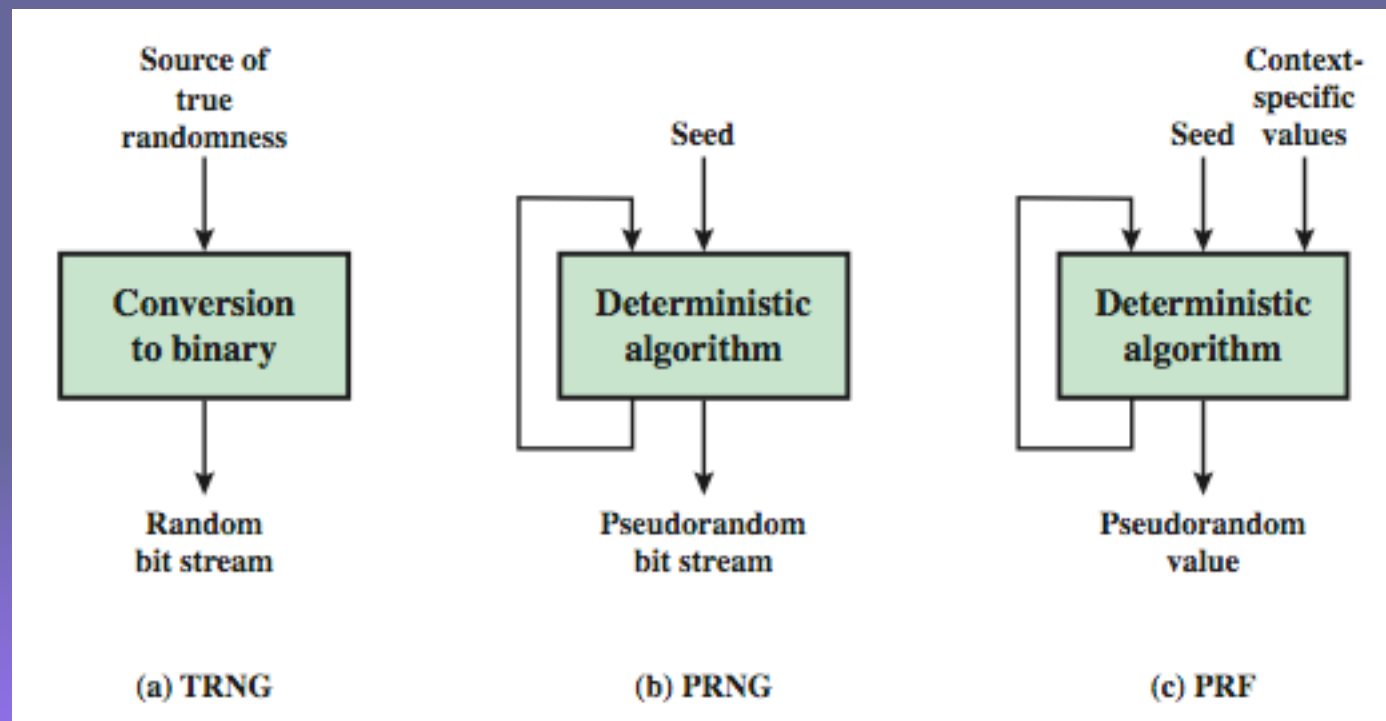 Source of
true
randomness
Conversion
to binary
Random
bit stream
(a) TRNG
Seed
Deterministic
algorithm
Pseudorandom
bit stream
(b) PRNG
Context-
specific
values
Seed
Deterministic
algorithm
Pseudorandom
value
(c) PRF